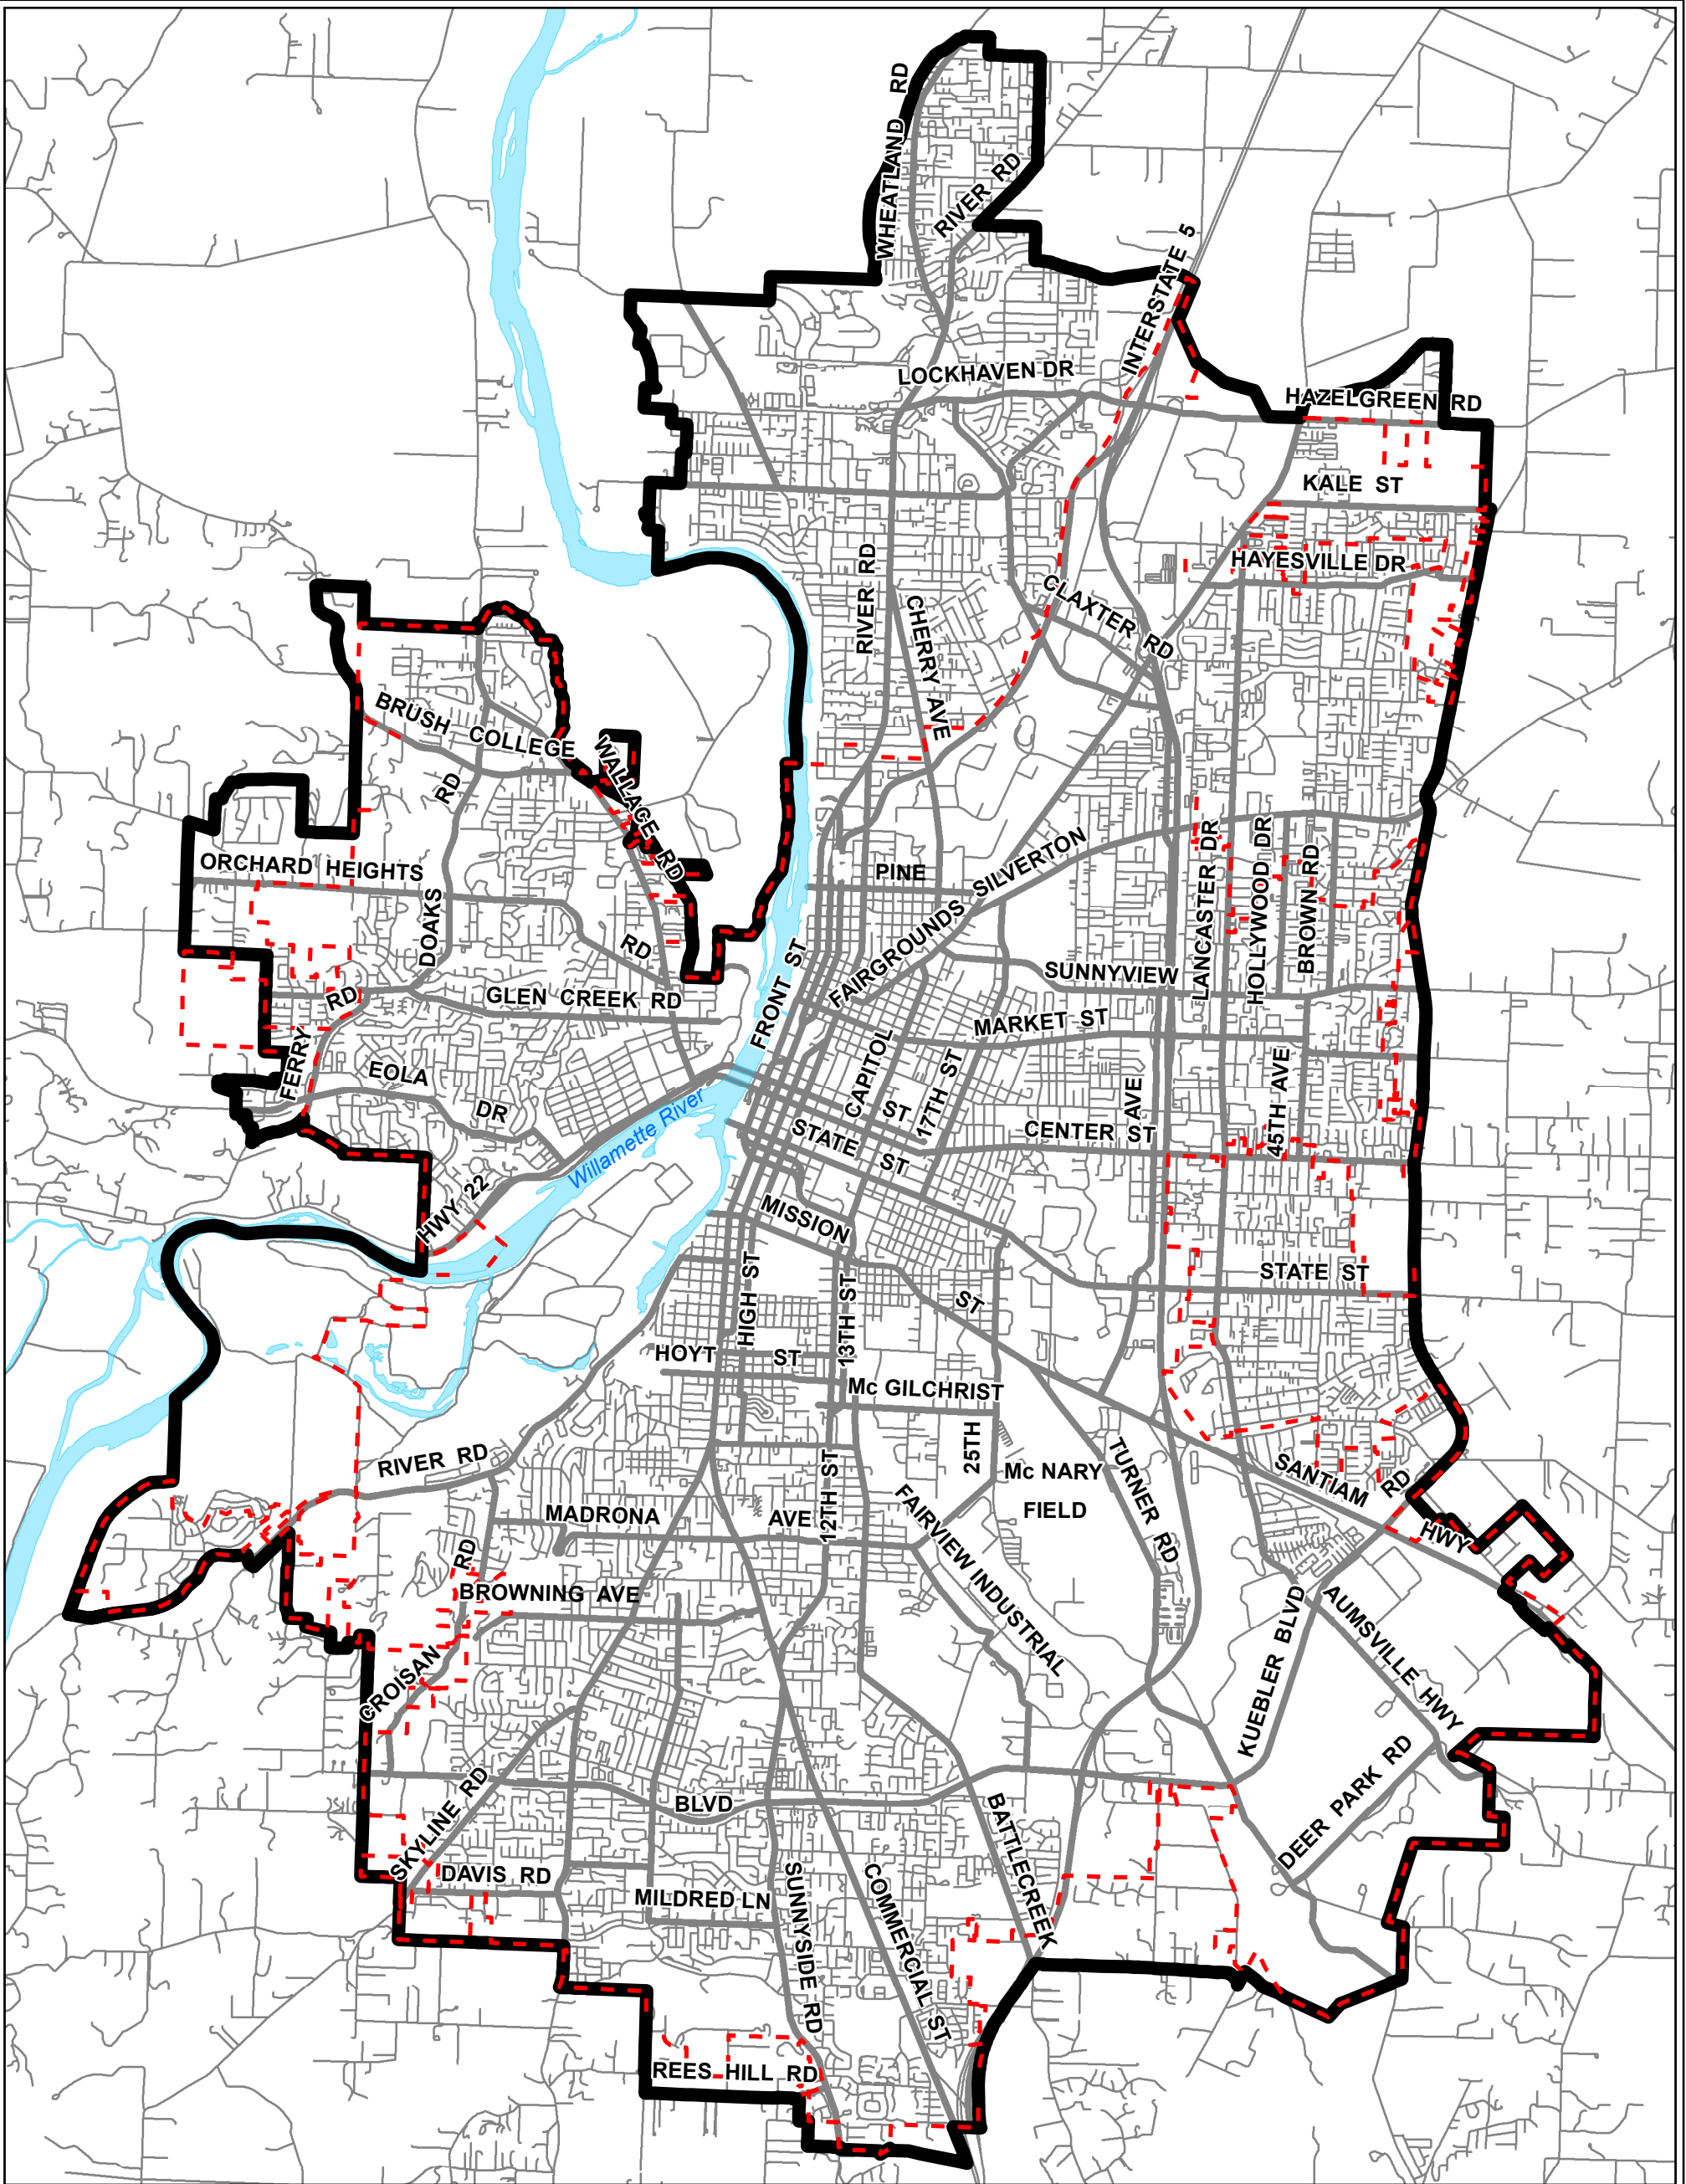 WHEATLAND RD
RIVER RD
INTERSTATE 5
LOCKHAVEN DR
HAZELGREEN RD
KALE ST
HAYESVILLE DR
RIVER RD
CHERRY AVE
CLAXTER RD
BRUSH COLLEGE RD
WALLACE RD
ORCHARD HEIGHTS RD
DOAKS FERRY RD
GLEN CREEK RD
EOLA DR
HWY 22
Willamette River
FRONT ST
PINE
SILVERTON
FAIRGROUNDS
LANCASTER DR
HOLLYWOOD DR
BROWN RD
SUNNYVIEW AVE
MARKET ST
CAPITOL ST
17TH ST
45TH AVE
CENTER ST
STATE ST
STATE ST
MISSION ST
HIGH ST
13TH ST
HOYT ST
Mc GILCHRIST
25TH
Mc NARY
FIELD
TURNER RD
RIVER RD
MADRONA AVE
12TH ST
FAIRVIEW INDUSTRIAL
SANTIAM HWY
RD
BROWNING AVE
CROISAN RD
KUEBLER BLVD
AUMSVILLE HWY
DEER PARK RD
SKYLINE RD
BLVD
DAVIS RD
MILDRED LN
SUNNYSIDE RD
COMMERCIAL ST
BATTLECREEK
REES HILL RD